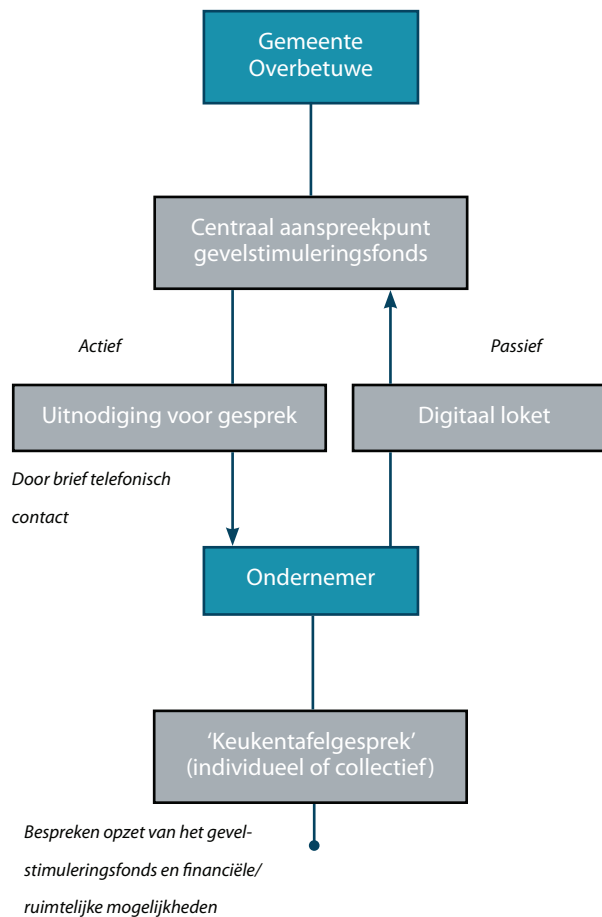 Gemeente
Overbetuwe
Centraal aanspreekpunt
gevelstimuleringsfonds
Actief
Passief
Uitnodiging voor gesprek
Digitaal loket
Door brief telefonisch
contact
Ondernemer
‘Keukentafelgesprek’
(individueel of collectief)
Bespreken opzet van het gevel-
stimuleringsfonds en financiële/
ruimtelijke mogelijkheden